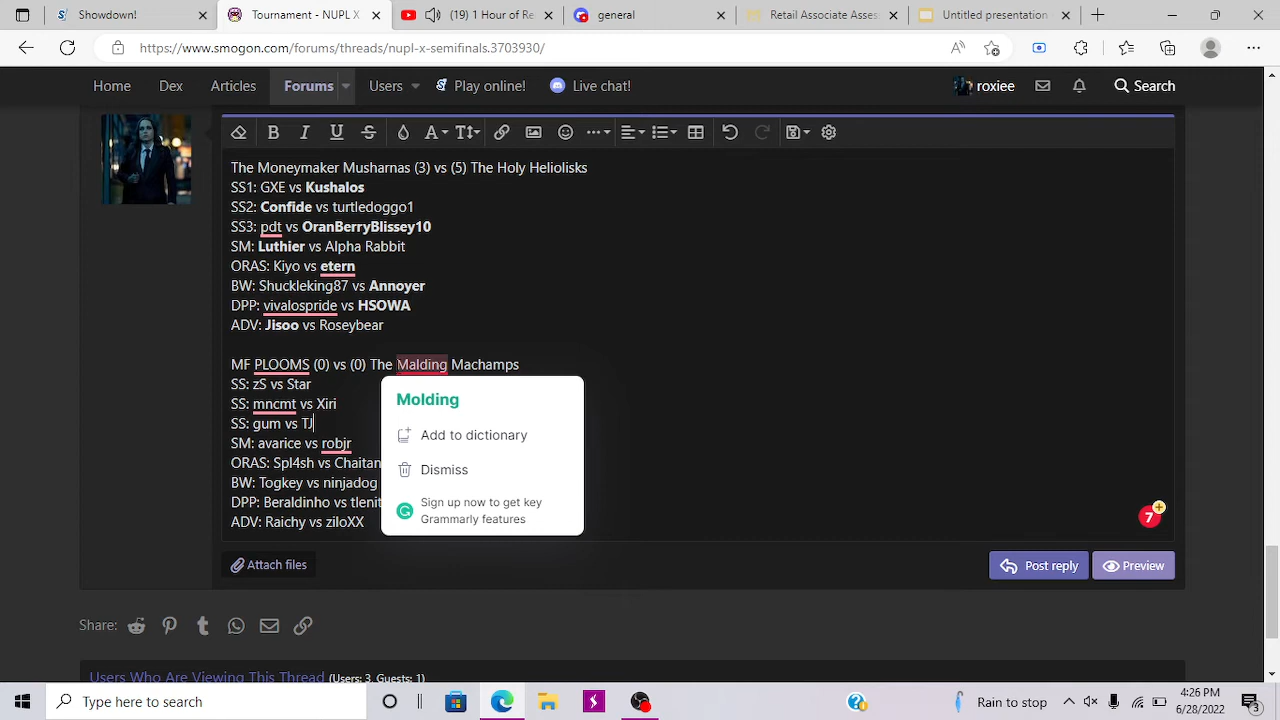 Showdown!
Tournament - NUPL X
(19) 1 Hour of Re
general
Retail Associate Asses
Untitled presentation
https://www.smogon.com/forums/threads/nupl-x-semifinals.3703930/
Home
Dex
Articles
Forums
Users
Play online!
Live chat!
roxiee
Search
The Moneymaker Musharnas (3) vs (5) The Holy Heliolisks
SS1: GXE vs Kushalos
SS2: Confide vs turtledoggo1
SS3: pdt vs OranBerryBlissey10
SM: Luthier vs Alpha Rabbit
ORAS: Kiyo vs etern
BW: Shuckleking87 vs Annoyer
DPP: vivalospride vs HSOWA
ADV: Jisoo vs Roseybear
MF PLOOMS (0) vs (0) The Malding Machamps
SS: zS vs Star
SS: mncmt vs Xiri
SS: gum vs TJ
SM: avarice vs robjr
ORAS: Spl4sh vs Chaitan
BW: Togkey vs ninjadog
DPP: Beraldinho vs tlenit
ADV: Raichy vs ziloXX
Molding
Add to dictionary
Dismiss
Sign up now to get key
Grammarly features
7
Attach files
Post reply
Preview
Share:
Users Who Are Viewing This Thread (Users: 3, Guests: 1)
Type here to search
Rain to stop
4:26 PM
6/28/2022
3